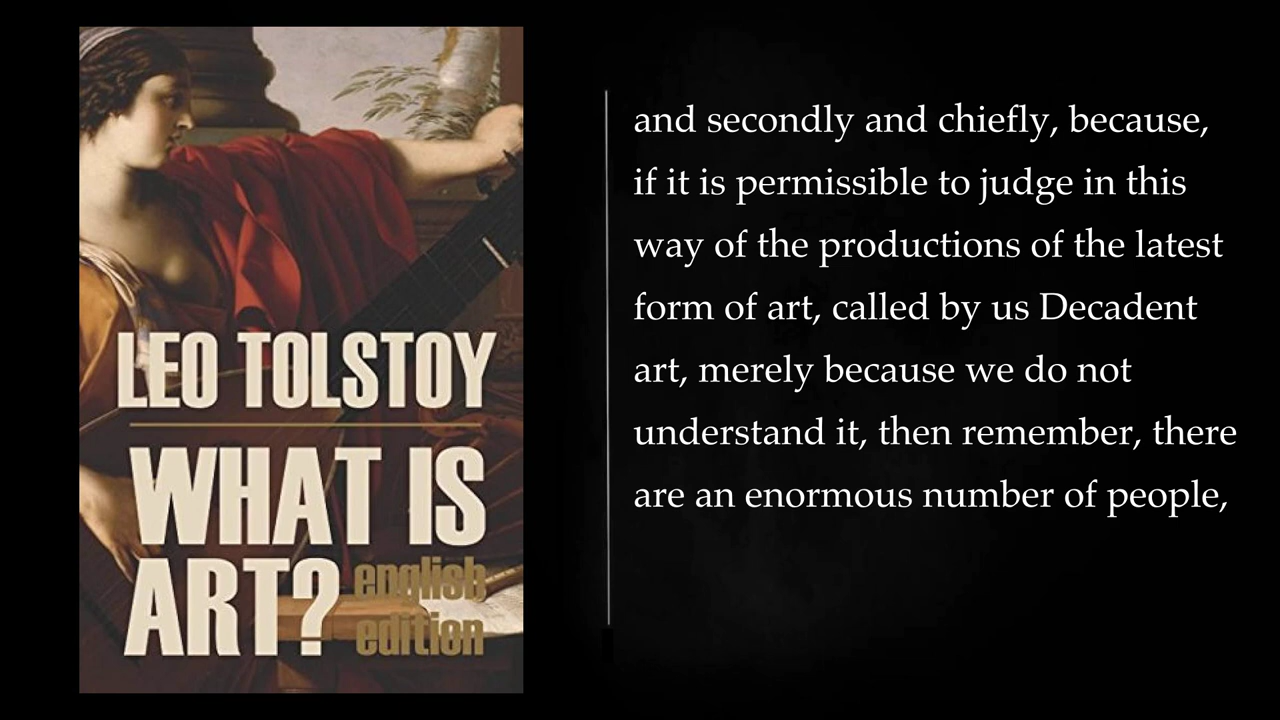 LEO TOLSTOY
WHAT IS
ART?
english
edition
and secondly and chiefly, because,
if it is permissible to judge in this
way of the productions of the latest
form of art, called by us Decadent
art, merely because we do not
understand it, then remember, there
are an enormous number of people,